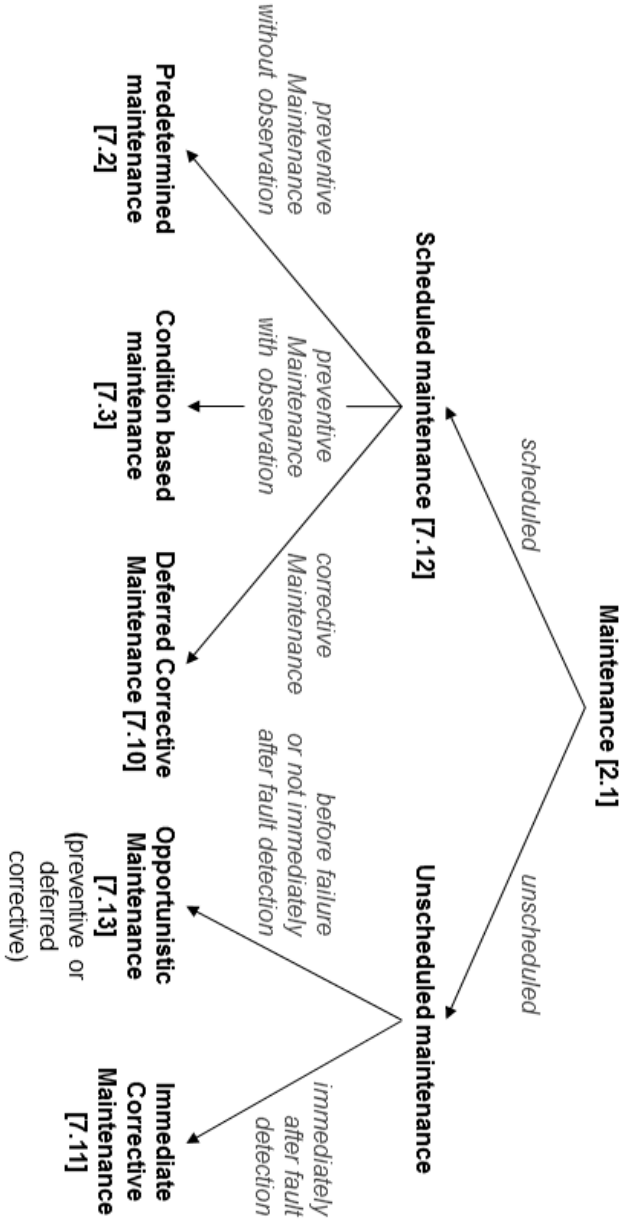 Maintenance [2.1]
scheduled
unscheduled
Scheduled maintenance [7.12]
Unscheduled maintenance
preventive
Maintenance
without observation
preventive
Maintenance
with observation
corrective
Maintenance
before failure
or not immediately
after fault detection
immediately
after fault
detection
Predetermined
maintenance
[7.2]
Condition based
maintenance
[7.3]
Deferred Corrective
Maintenance [7.10]
Opportunistic
Maintenance
[7.13]
(preventive or
deferred
corrective)
Immediate
Corrective
Maintenance
[7.11]